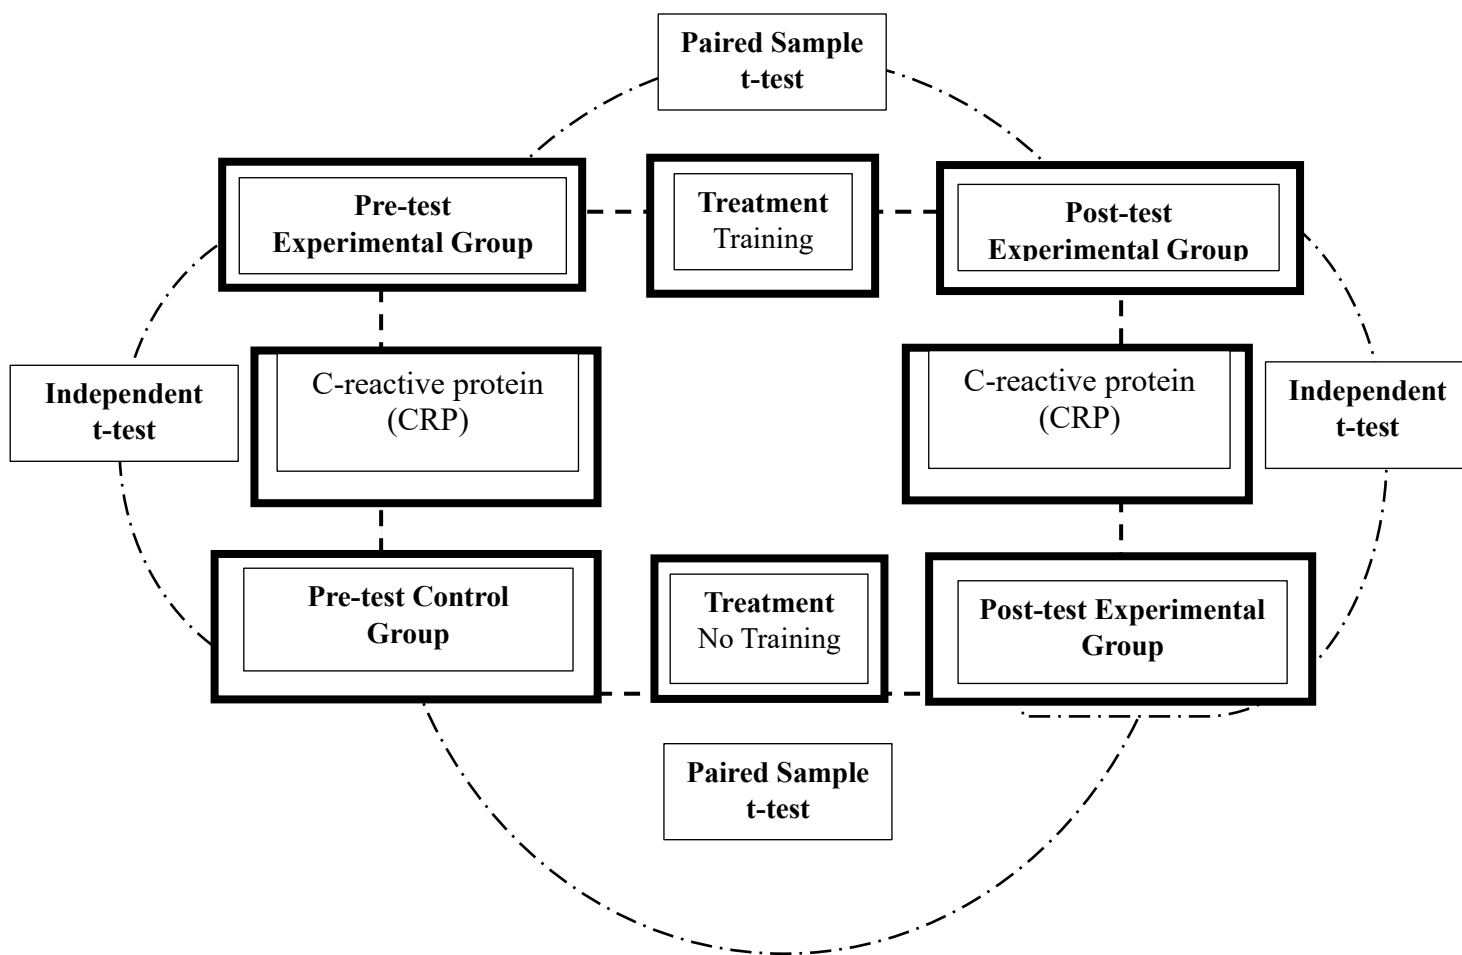 Paired Sample
t-test
Pre-test
Experimental Group
Treatment
Training
Post-test
Experimental Group
Independent
t-test
C-reactive protein
(CRP)
C-reactive protein
(CRP)
Independent
t-test
Pre-test Control
Group
Treatment
No Training
Post-test Experimental
Group
Paired Sample
t-test